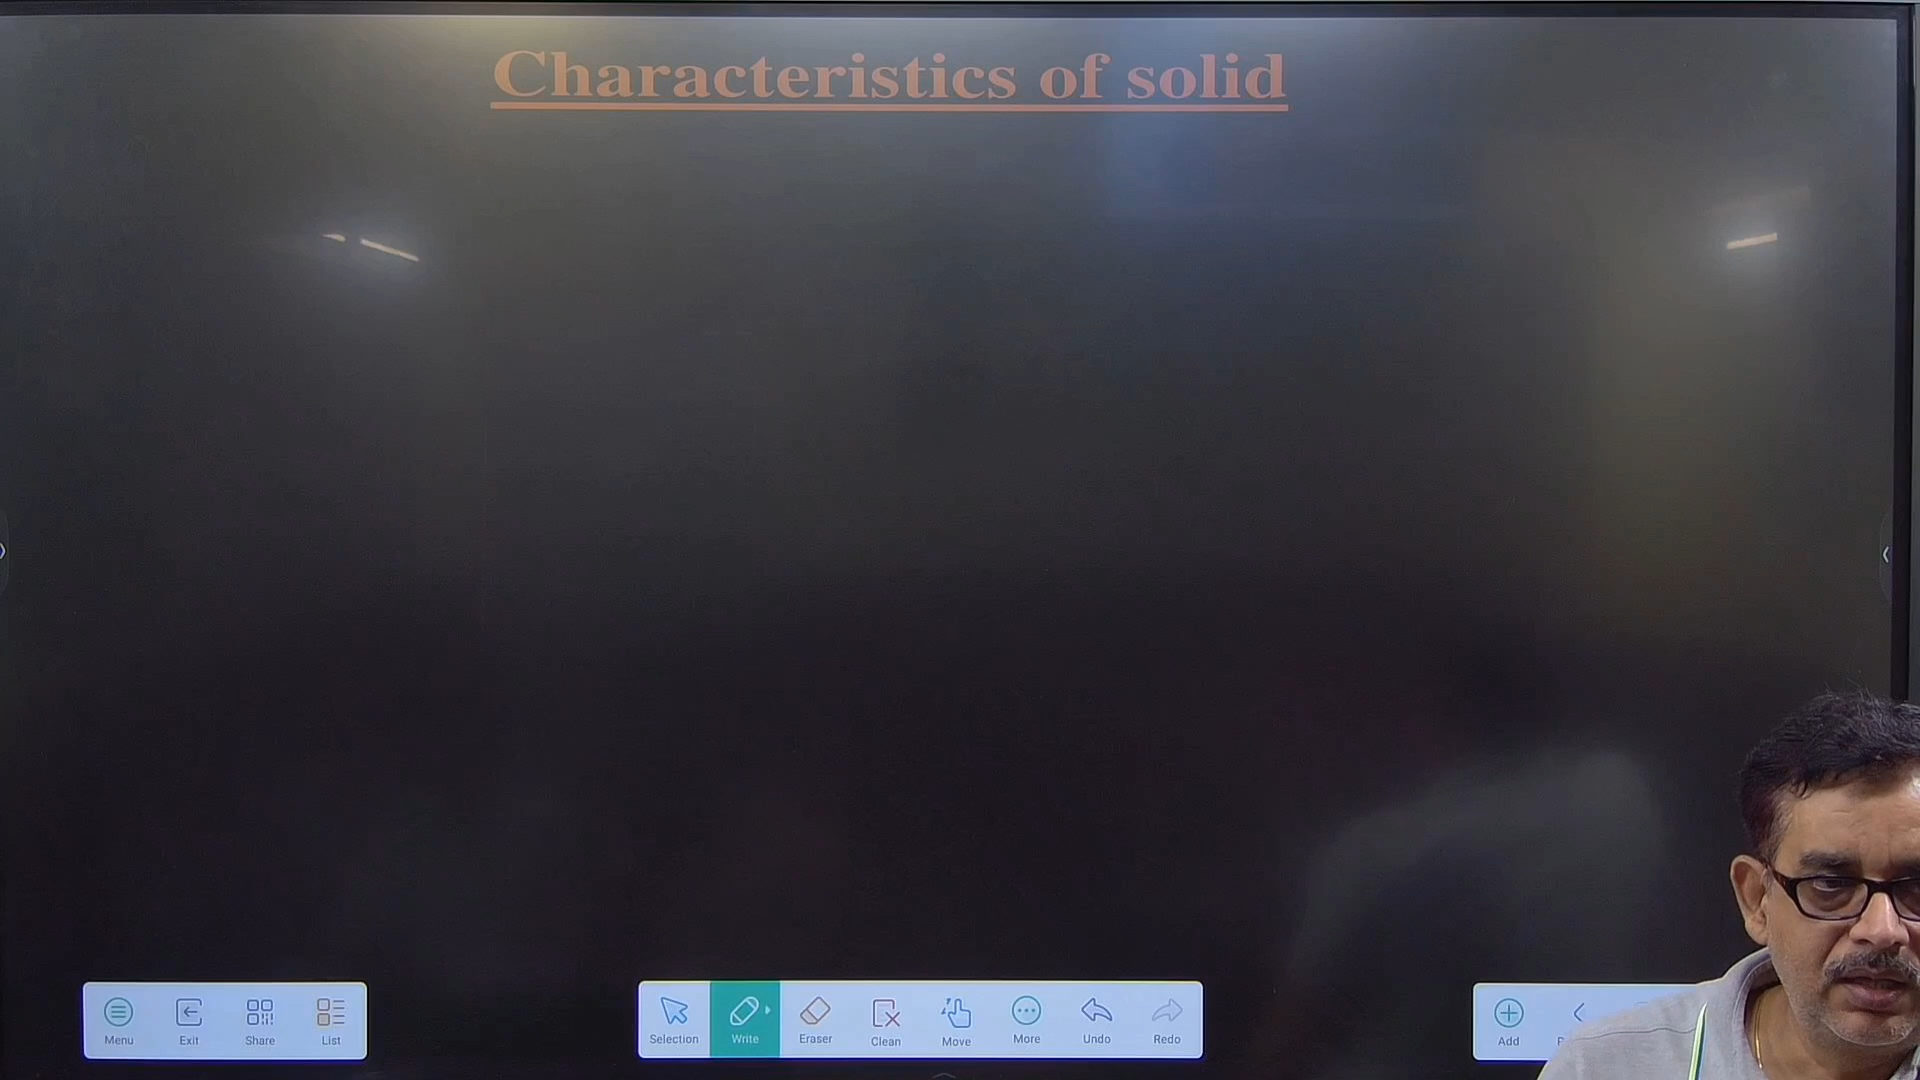 Characteristics of solid
Menu Exit Share List
Selection Write Eraser Clean Move More Undo Redo
Add